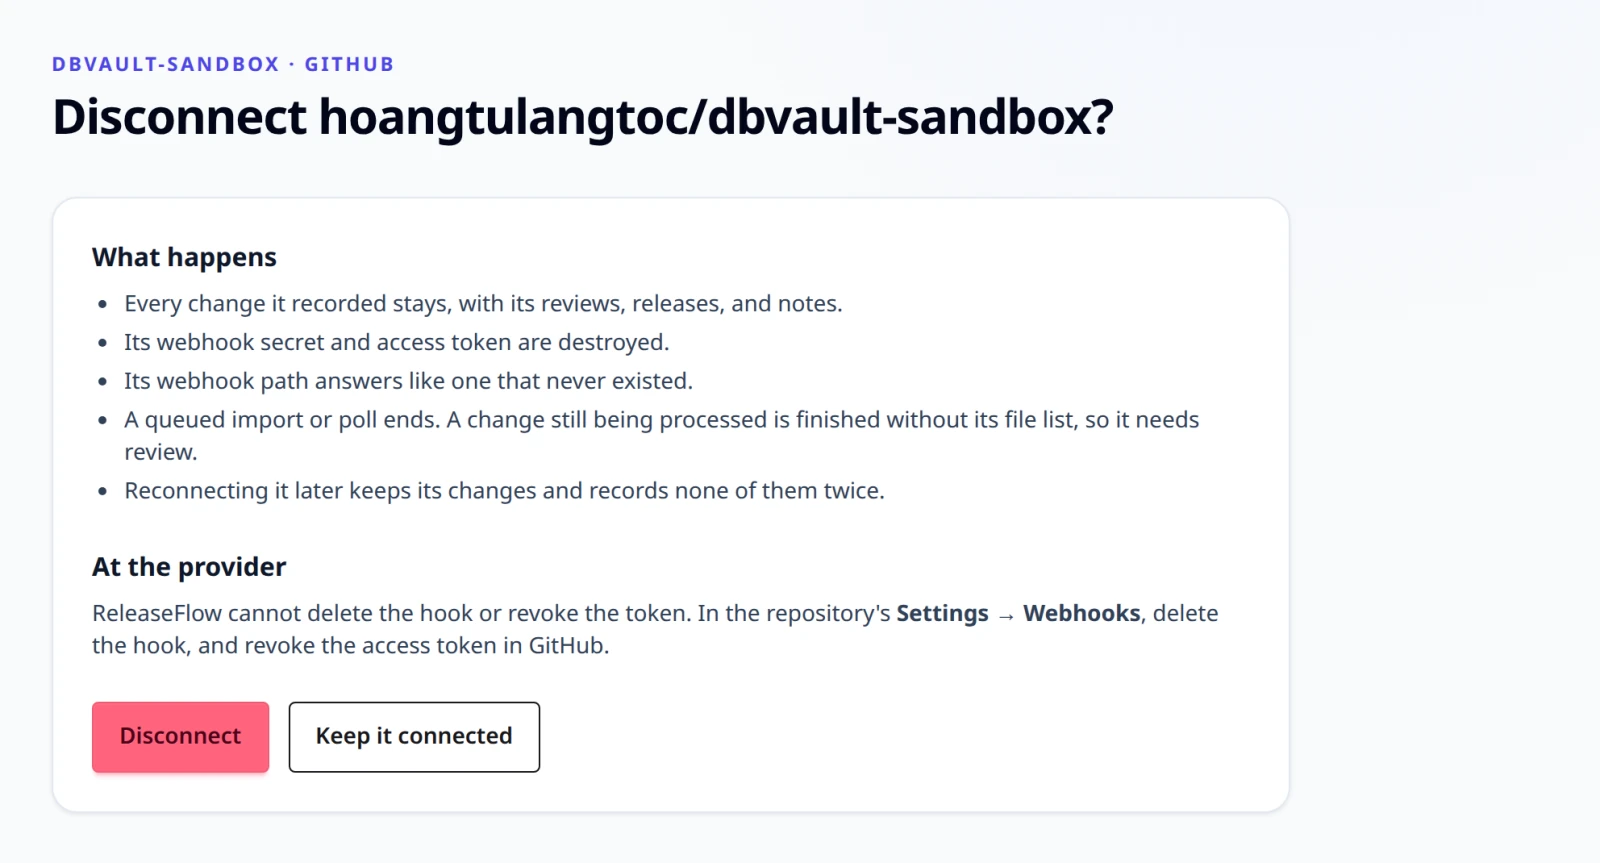 DBVAULT-SANDBOX · GITHUB
Disconnect hoangtulangtoc/dbvault-sandbox?
What happens
• Every change it recorded stays, with its reviews, releases, and notes.
• Its webhook secret and access token are destroyed.
• Its webhook path answers like one that never existed.
• A queued import or poll ends. A change still being processed is finished without its file list, so it needs
review.
• Reconnecting it later keeps its changes and records none of them twice.
At the provider
ReleaseFlow cannot delete the hook or revoke the token. In the repository's Settings → Webhooks, delete
the hook, and revoke the access token in GitHub.
Disconnect
Keep it connected